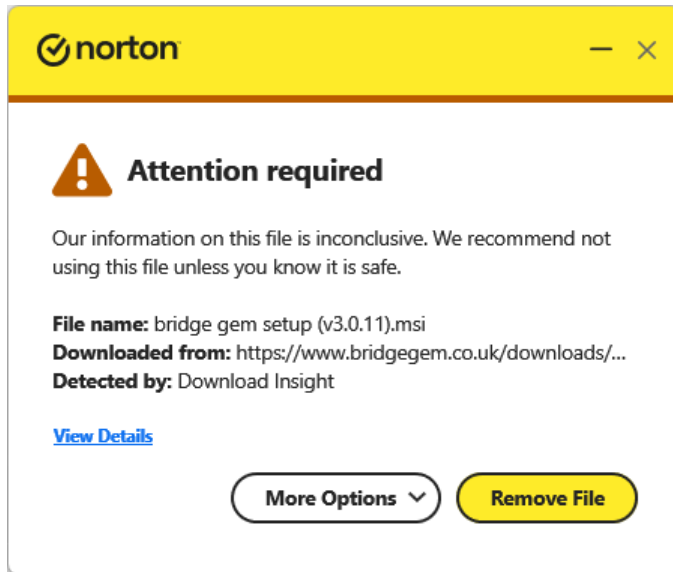 norton
Attention required
Our information on this file is inconclusive. We recommend not
using this file unless you know it is safe.
File name: bridge gem setup (v3.0.11).msi
Downloaded from: https://www.bridgegem.co.uk/downloads/...
Detected by: Download Insight
View Details
More Options
Remove File